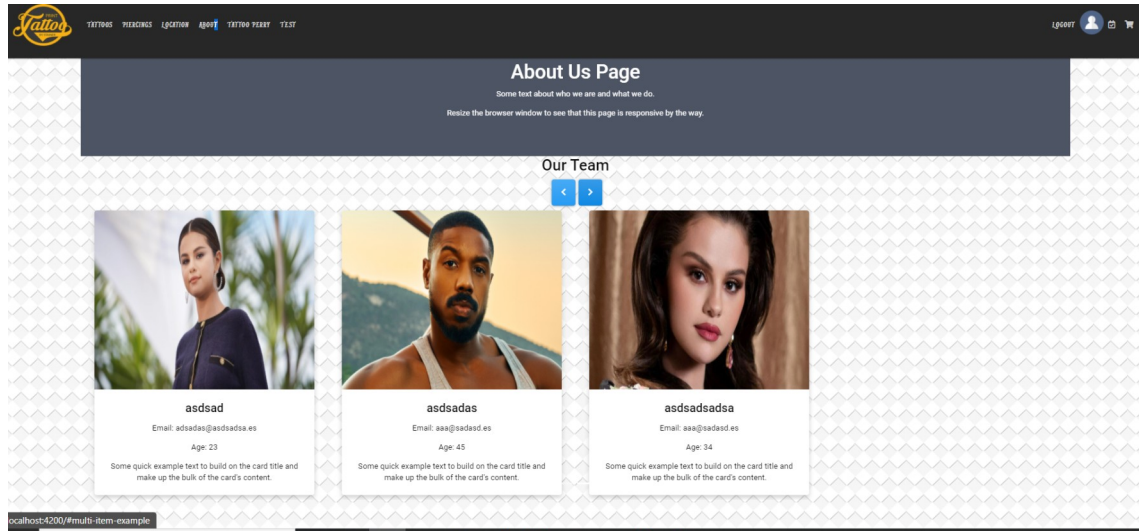 Tattoo
TATTOOS PIERCINGS LOCATION ABOUT TATTOO PERRY TEST
LOGOUT
About Us Page
Some text about who we are and what we do.
Resize the browser window to see that this page is responsive by the way.
Our Team
asdsad
Email: adsadas@asdsadsa.es
Age: 23
Some quick example text to build on the card title and
make up the bulk of the card's content.
asdsadas
Email: aaa@sadasd.es
Age: 45
Some quick example text to build on the card title and
make up the bulk of the card's content.
asdsadsadsa
Email: aaa@sadasd.es
Age: 34
Some quick example text to build on the card title and
make up the bulk of the card's content.
ocalhost:4200/#multi-item-example